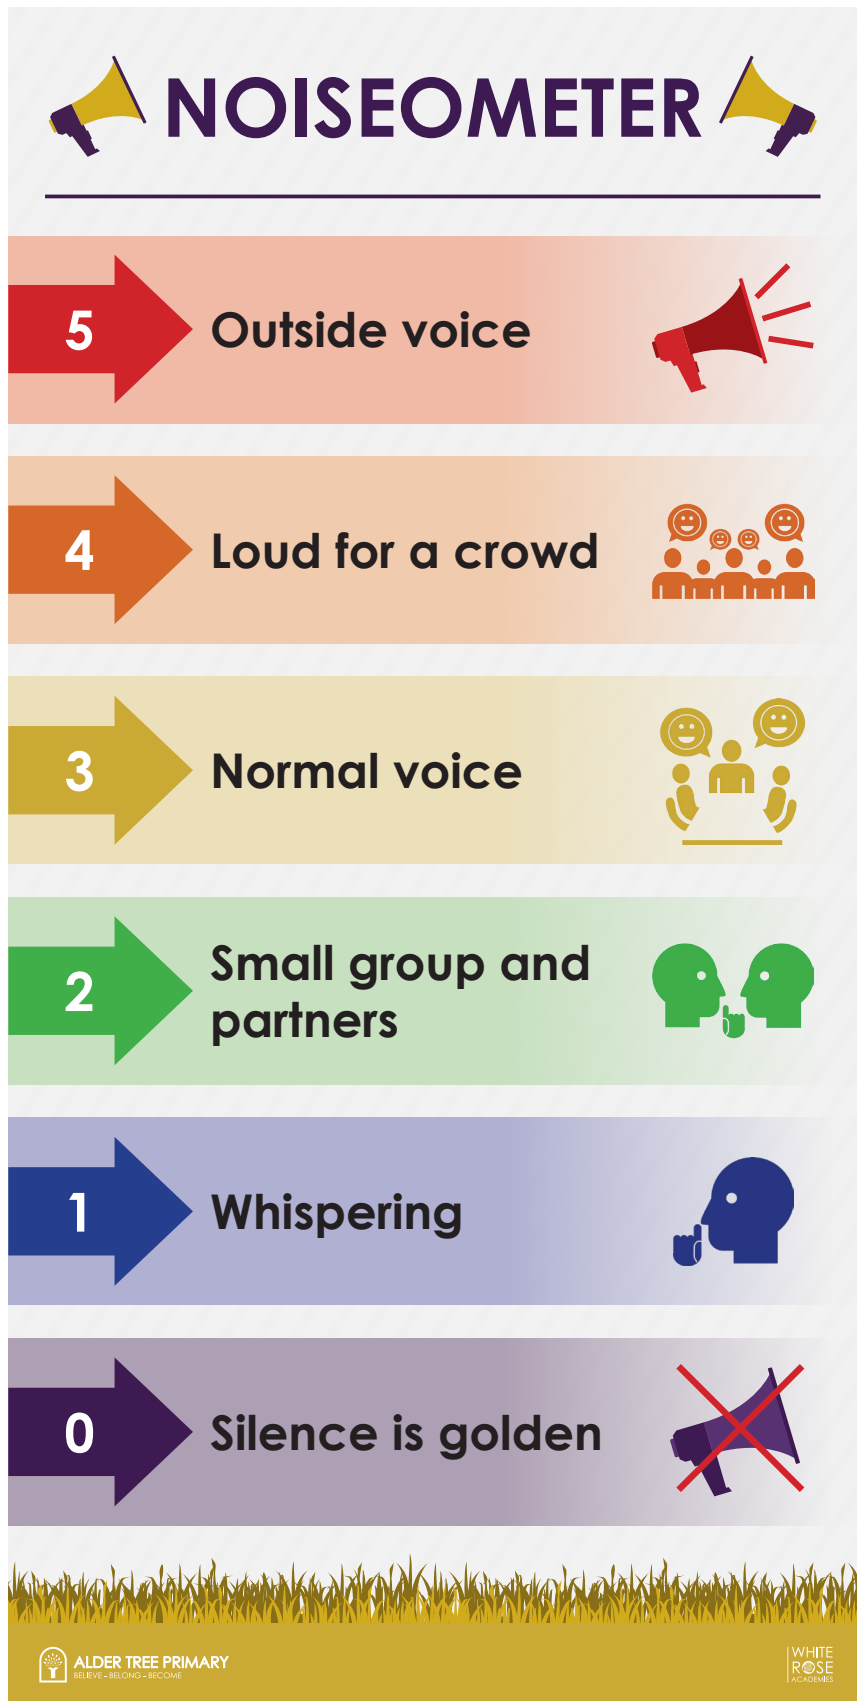 NOISEOMETER
5
Outside voice
4
Loud for a crowd
3
Normal voice
2
Small group and
partners
1
Whispering
0
Silence is golden
ALDER TREE PRIMARY
BELIEVE - BELONG - BECOME
WHITE
ROSE
ACADEMIES